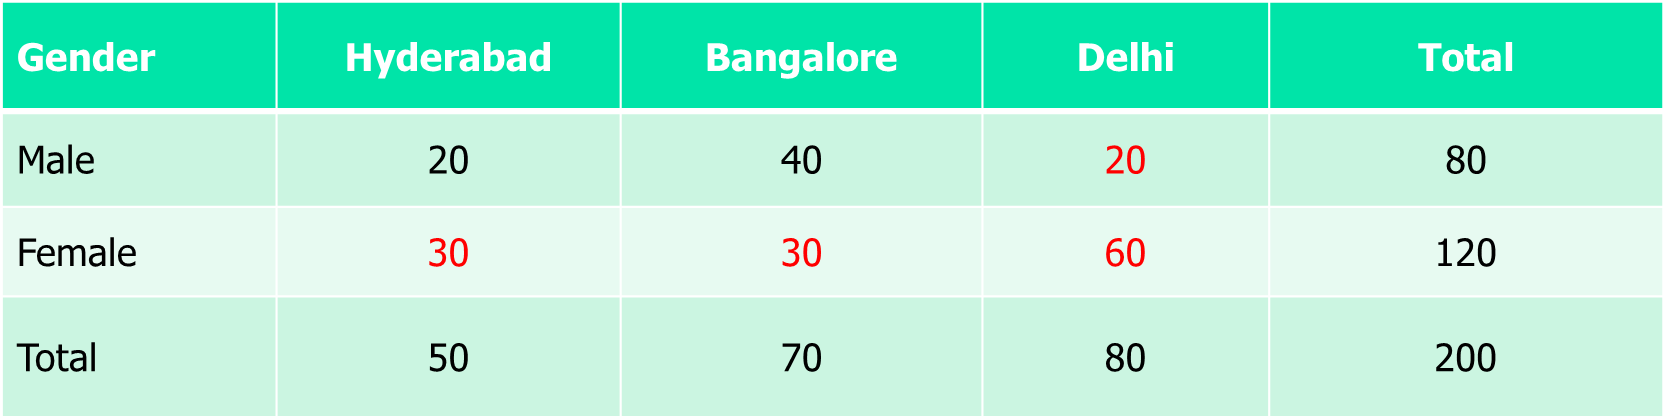 Gender Hyderabad Bangalore Delhi Total
Male 20 40 20 80
Female 30 30 60 120
Total 50 70 80 200